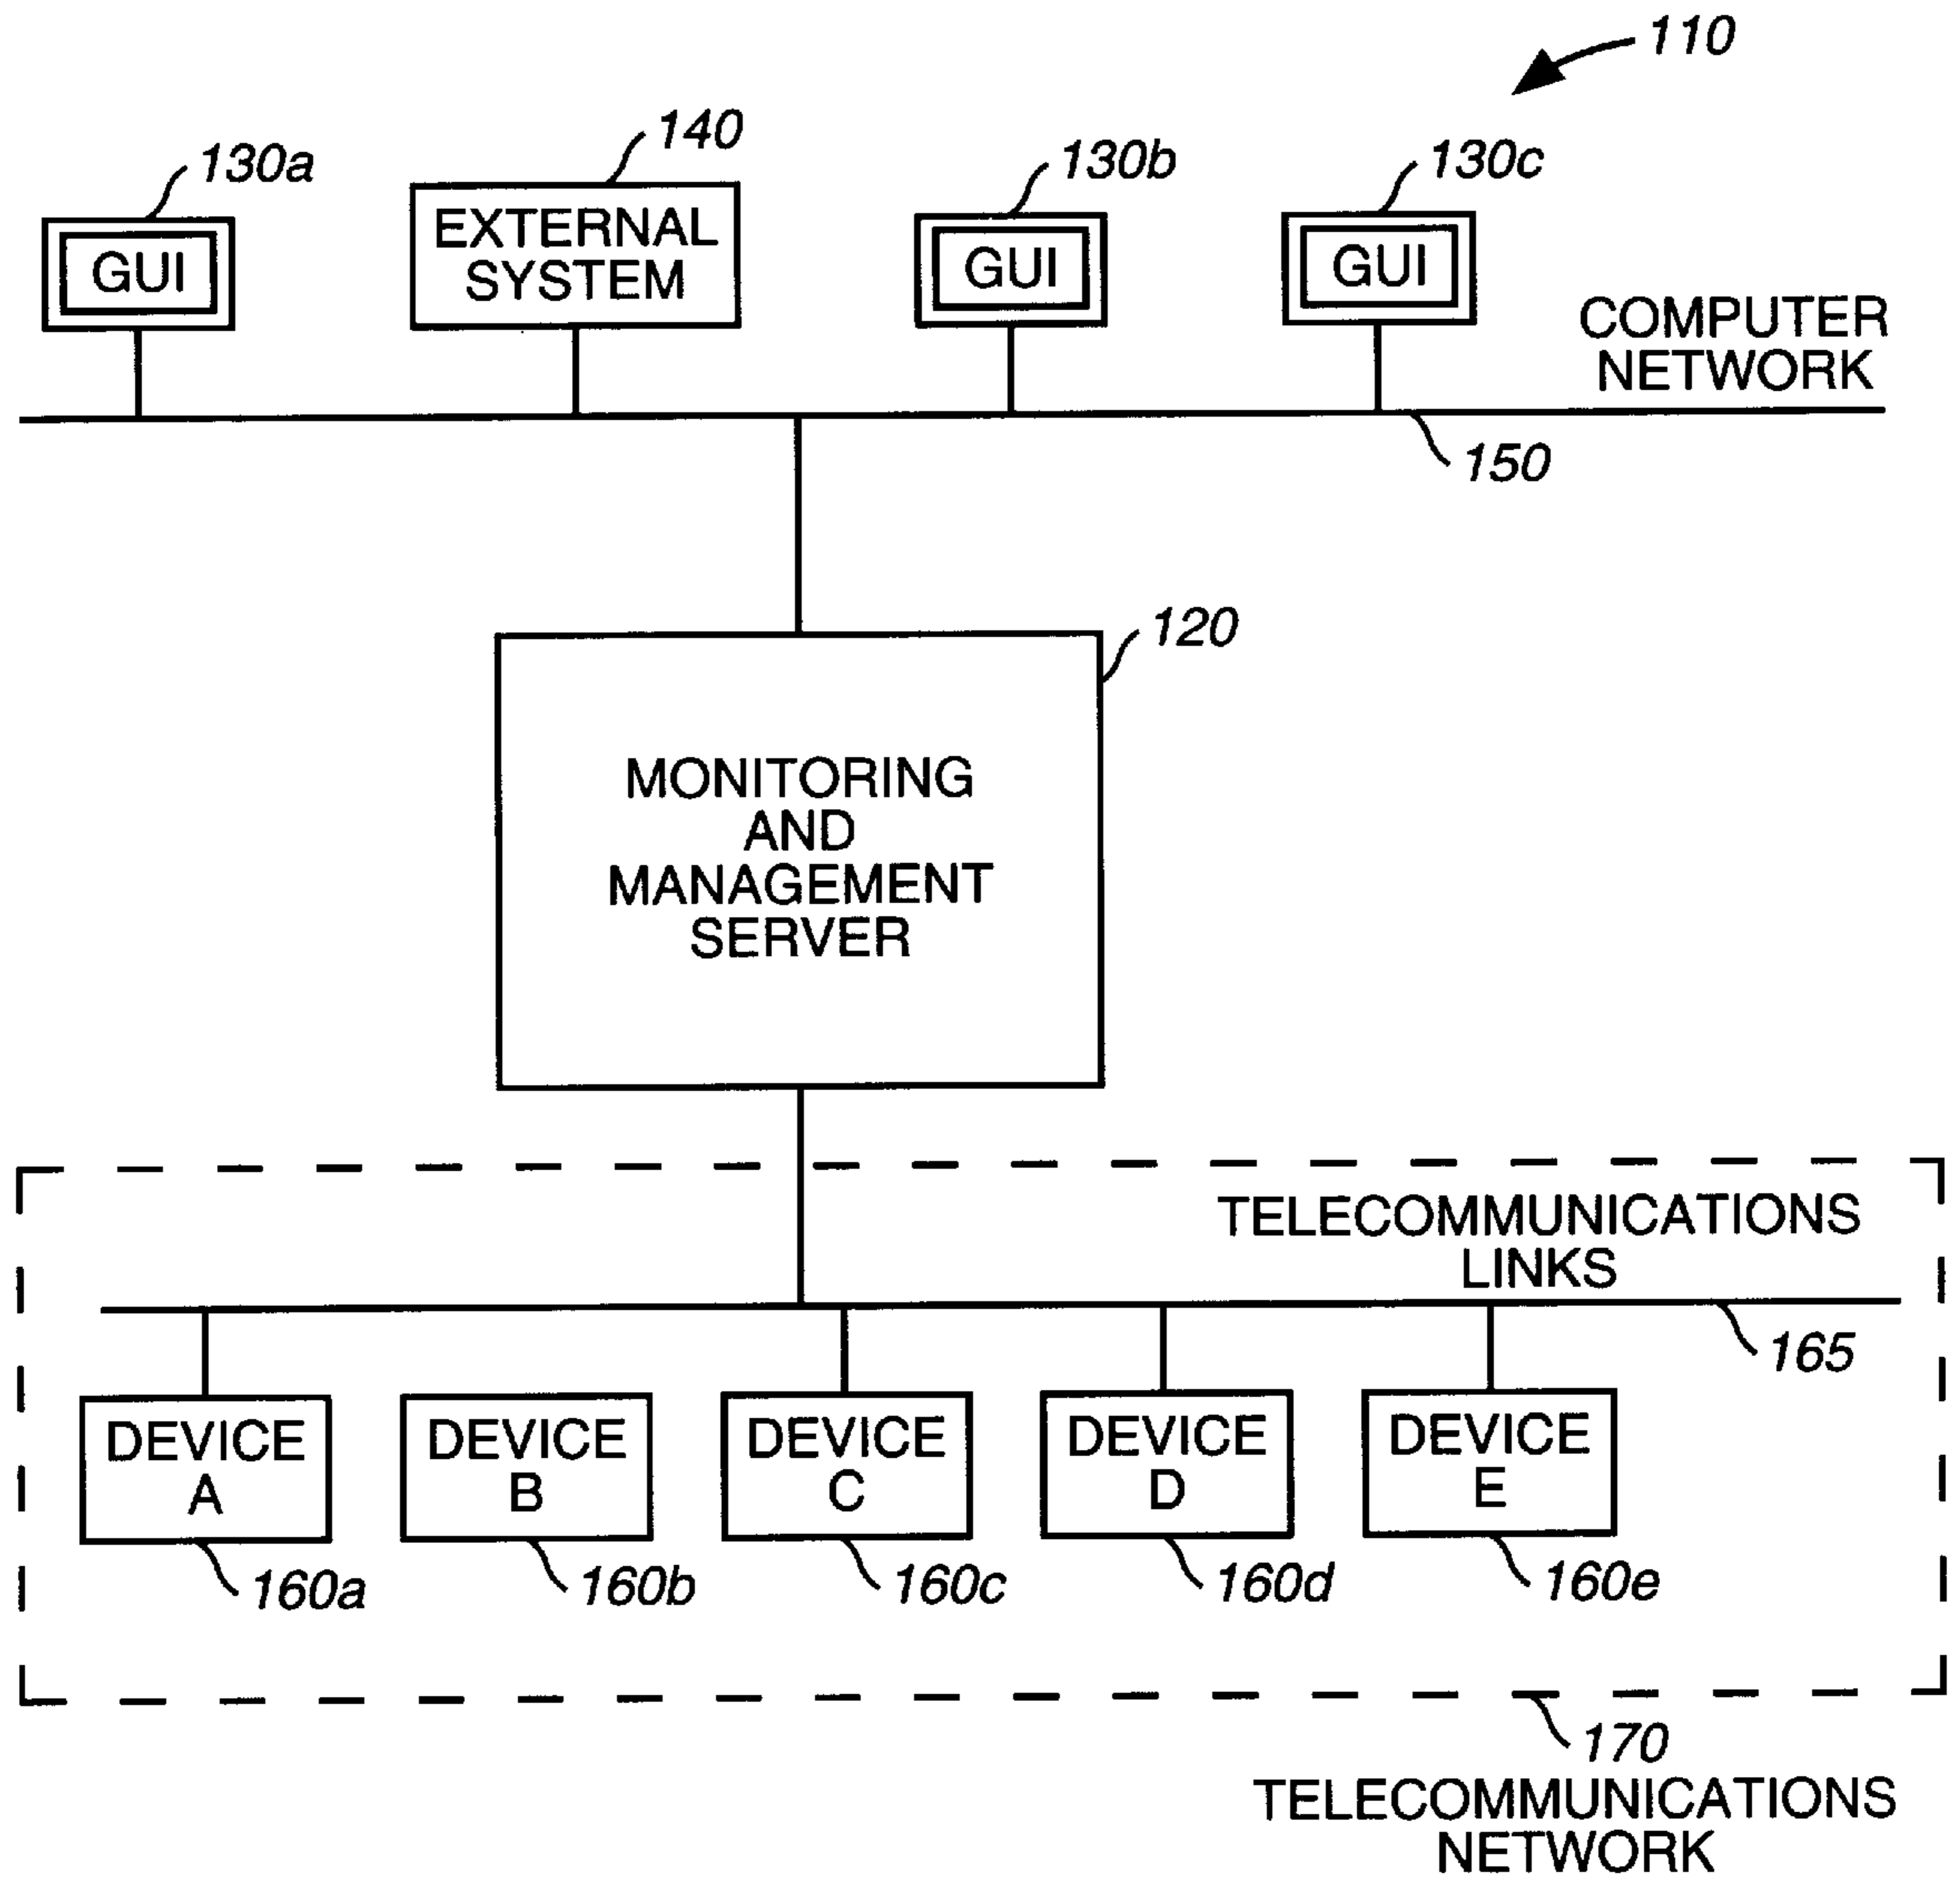 110
130a
140
130b
130c
GUI
EXTERNAL
SYSTEM
GUI
GUI
COMPUTER
NETWORK
150
120
MONITORING
AND
MANAGEMENT
SERVER
TELECOMMUNICATIONS
LINKS
165
DEVICE
A
DEVICE
B
DEVICE
C
DEVICE
D
DEVICE
E
160a
160b
160c
160d
160e
170
TELECOMMUNICATIONS
NETWORK